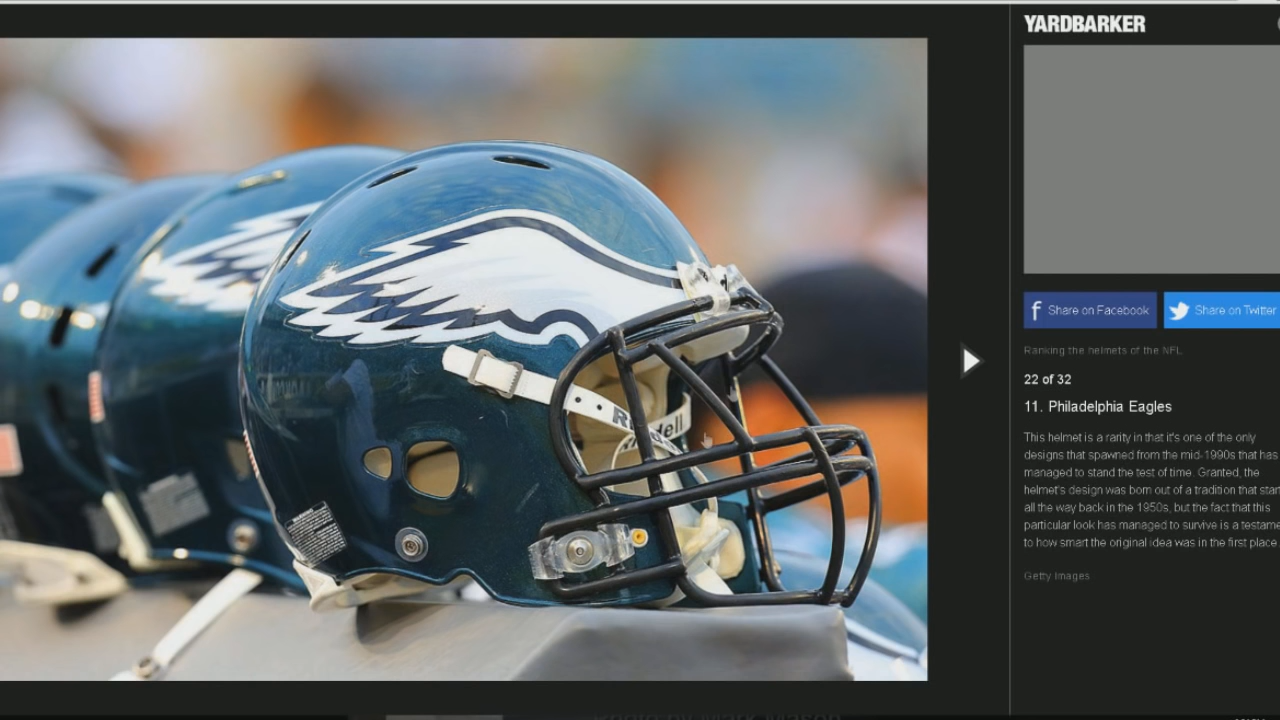 YARDBARKER
Share on Facebook
Share on Twitter
Ranking the helmets of the NFL
22 of 32
11. Philadelphia Eagles
This helmet is a rarity in that it's one of the only
designs that spawned from the mid-1990s that has
managed to stand the test of time. Granted, the
helmet's design was born out of a tradition that star
all the way back in the 1950s, but the fact that this
particular look has managed to survive is a testame
to how smart the original idea was in the first place
Getty Images